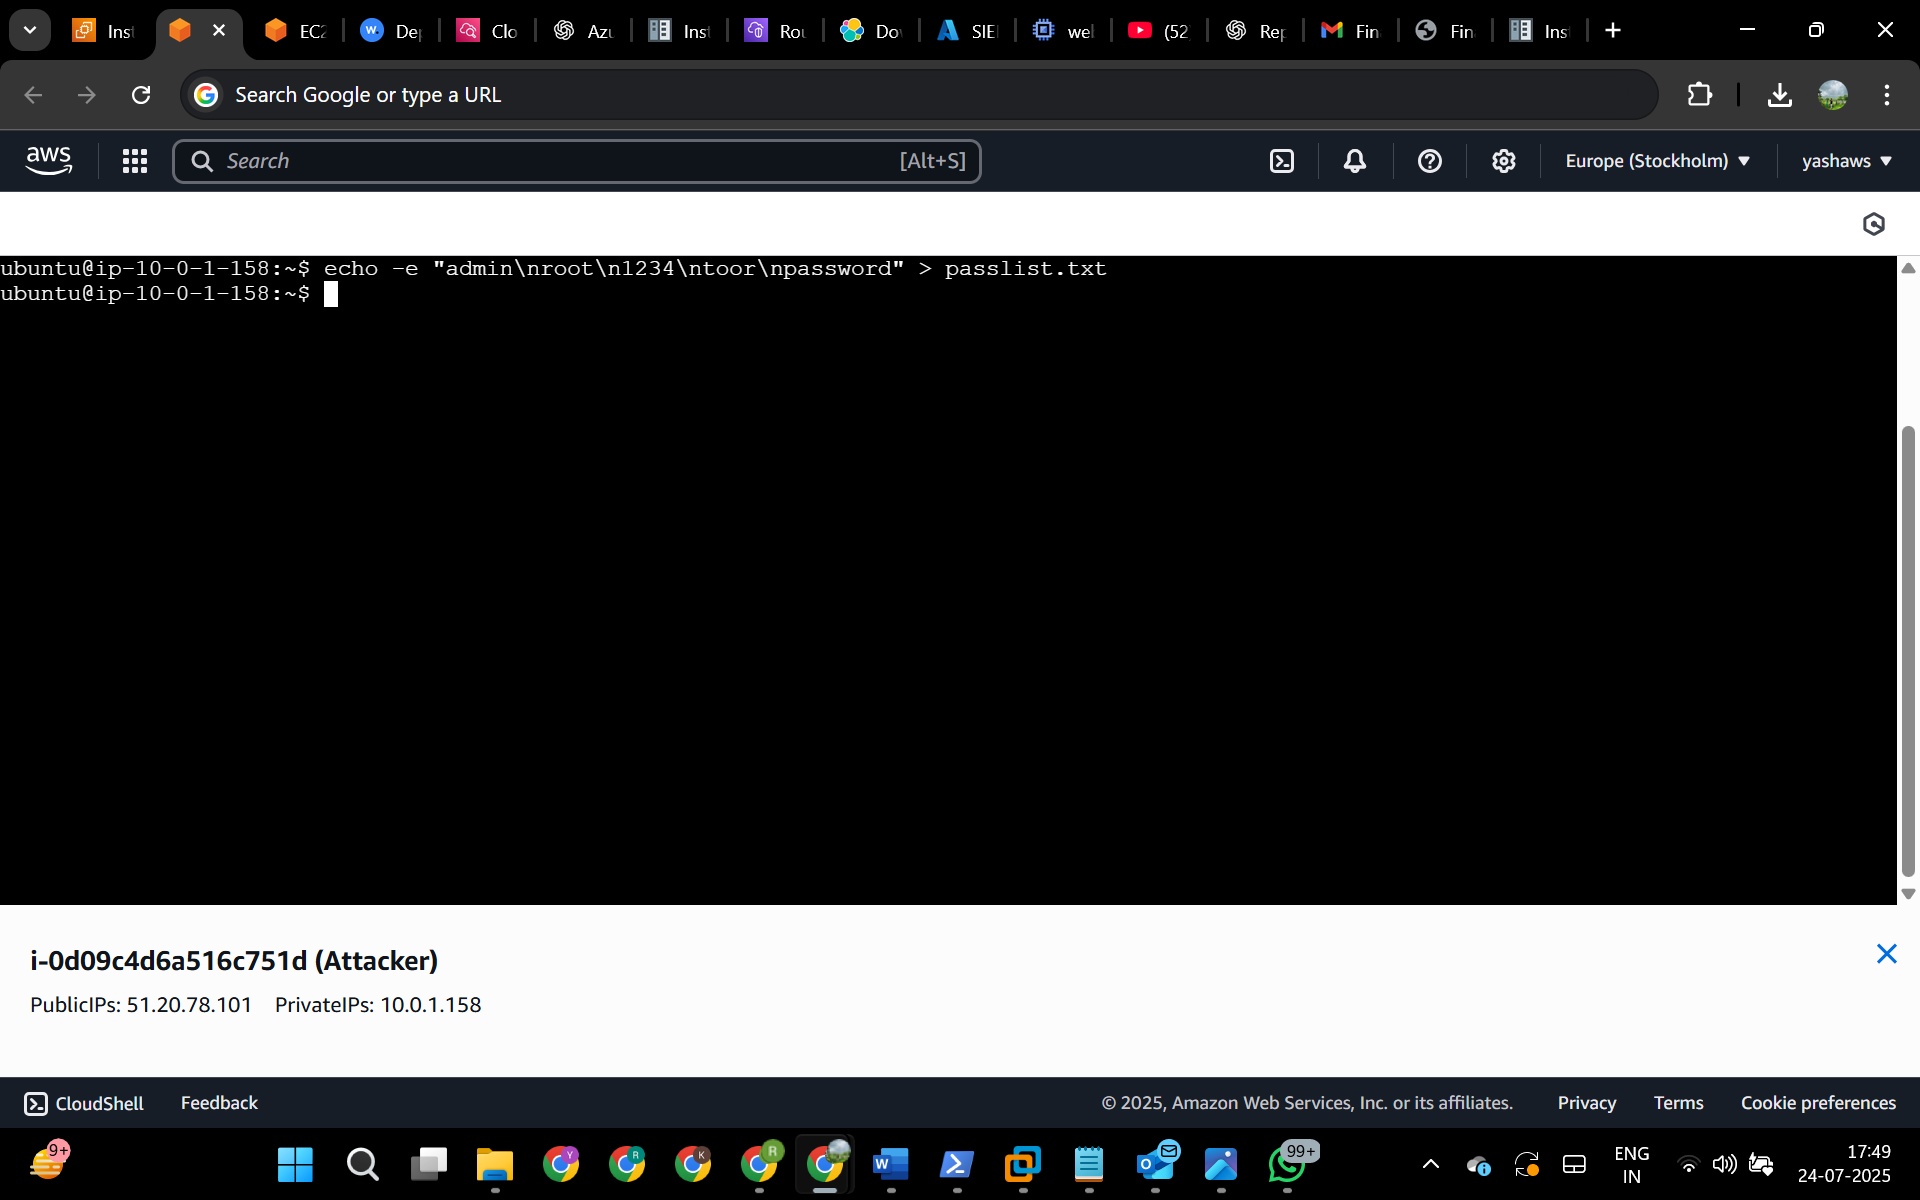 Inst
EC2
De
Clo
Azu
Inst
Rou
Do
SIE
we
(52
Rep
Fin
Fin
Ins
Search Google or type a URL
aws
Search
[Alt+S]
Europe (Stockholm)
yashaws
ubuntu@ip-10-0-1-158:~$ echo -e "admin\nroot\n1234\ntoor\npassword" > passlist.txt
ubuntu@ip-10-0-1-158:~$
i-0d09c4d6a516c751d (Attacker)
PublicIPs: 51.20.78.101 PrivateIPs: 10.0.1.158
CloudShell Feedback
© 2025, Amazon Web Services, Inc. or its affiliates. Privacy Terms Cookie preferences
9+
Y
R
K
R
99+
ENG
IN
17:49
24-07-2025